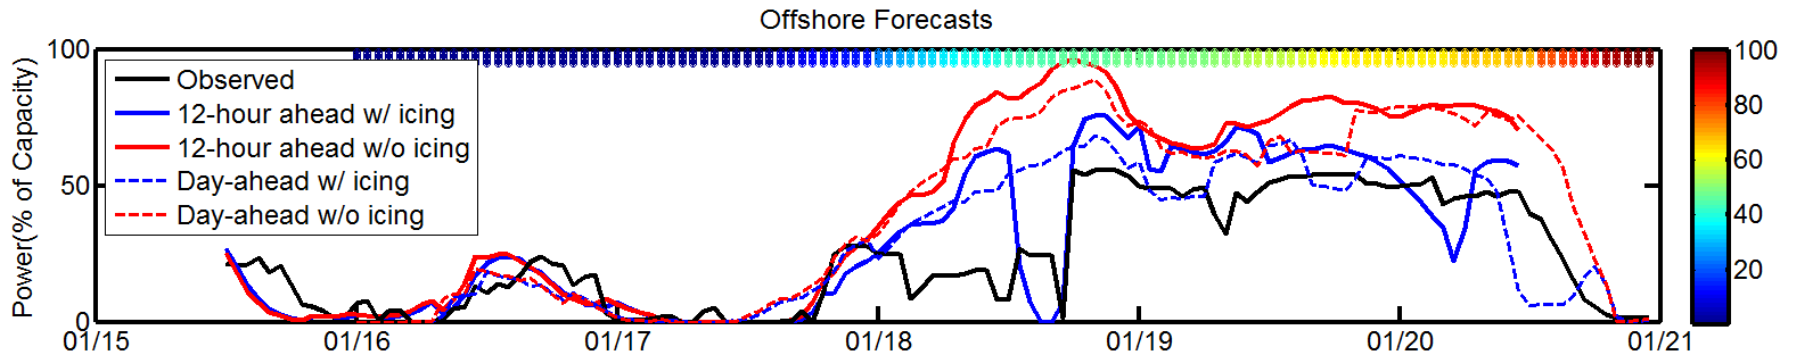 Offshore Forecasts
Power(% of Capacity)
100
50
0
Observed
12-hour ahead w/ icing
12-hour ahead w/o icing
Day-ahead w/ icing
Day-ahead w/o icing
01/15 01/16 01/17 01/18 01/19 01/20 01/21
100
80
60
40
20